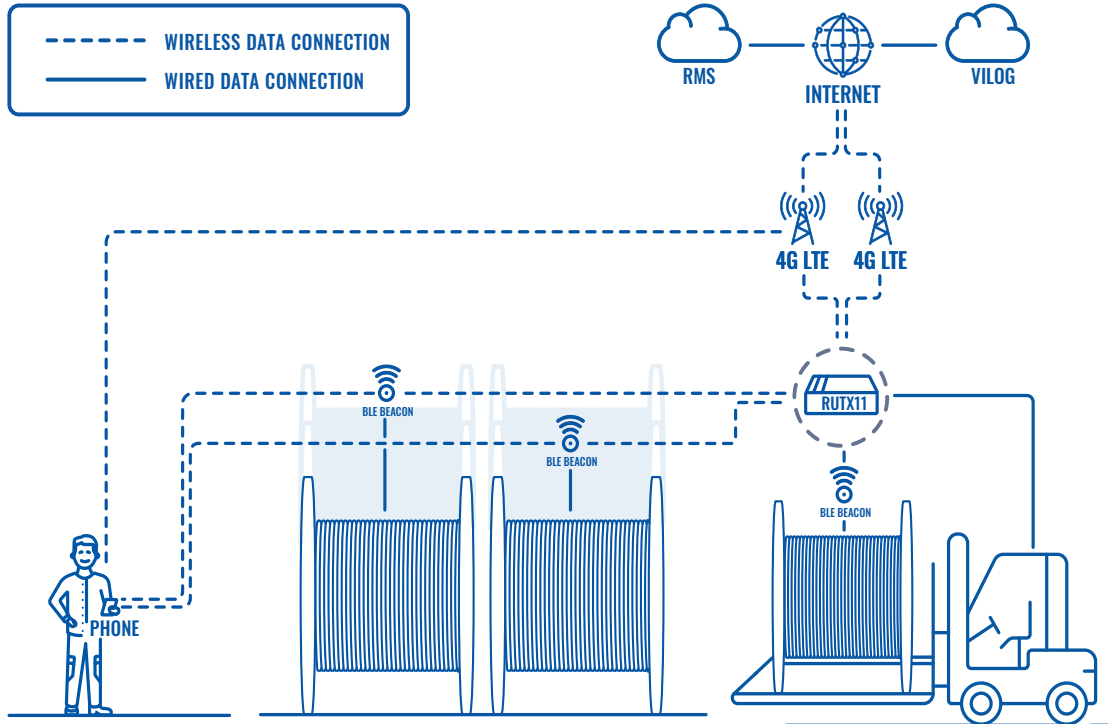 WIRELESS DATA CONNECTION
WIRED DATA CONNECTION
RMS
INTERNET
VILOG
4G LTE
4G LTE
RUTX11
BLE BEACON
BLE BEACON
BLE BEACON
PHONE